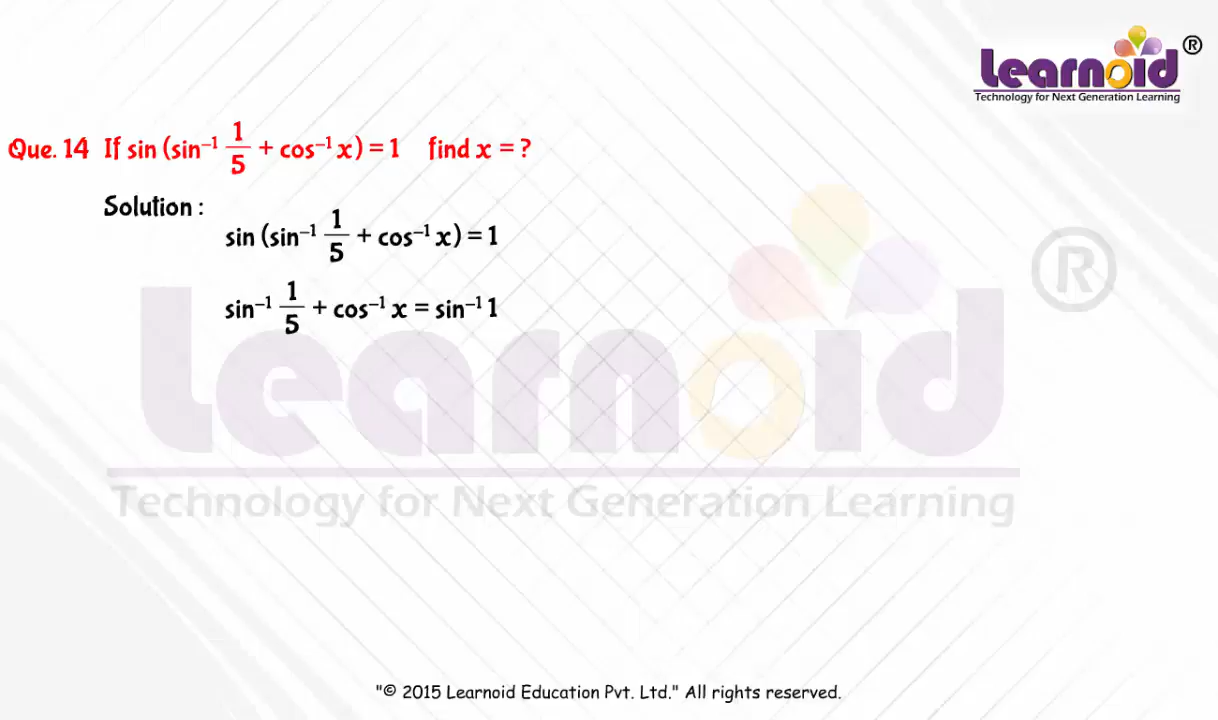 Learnoid ®
Technology for Next Generation Learning
Que. 14 If sin (sin⁻¹ 1/5 + cos⁻¹ x) = 1 find x = ?
Solution :
sin (sin⁻¹ 1/5 + cos⁻¹ x) = 1
sin⁻¹ 1/5 + cos⁻¹ x = sin⁻¹ 1
Learnoid ®
Technology for Next Generation Learning
"© 2015 Learnoid Education Pvt. Ltd." All rights reserved.